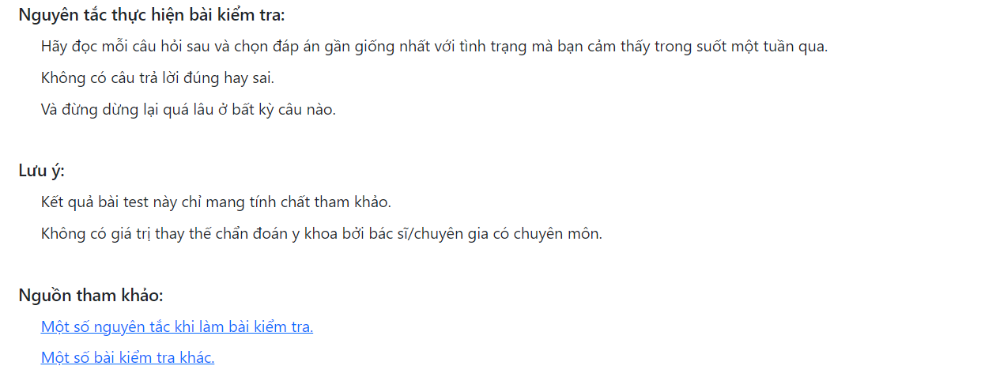 Nguyên tắc thực hiện bài kiểm tra:
Hãy đọc mỗi câu hỏi sau và chọn đáp án gần giống nhất với tình trạng mà bạn cảm thấy trong suốt một tuần qua.
Không có câu trả lời đúng hay sai.
Và đừng dừng lại quá lâu ở bất kỳ câu nào.
Lưu ý:
Kết quả bài test này chỉ mang tính chất tham khảo.
Không có giá trị thay thế chẩn đoán y khoa bởi bác sĩ/chuyên gia có chuyên môn.
Nguồn tham khảo:
Một số nguyên tắc khi làm bài kiểm tra.
Một số bài kiểm tra khác.